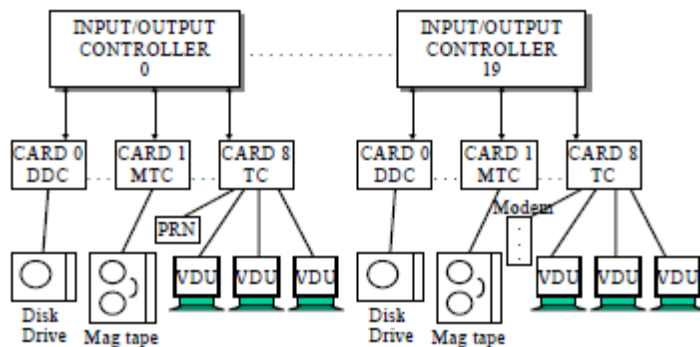 INPUT/OUTPUT
CONTROLLER
0
INPUT/OUTPUT
CONTROLLER
19
CARD 0
DDC
CARD 1
MTC
CARD 8
TC
CARD 0
DDC
CARD 1
MTC
CARD 8
TC
PRN
Modem
VDU
VDU
VDU
VDU
VDU
VDU
Disk
Drive
Mag tape
Disk
Drive
Mag tape